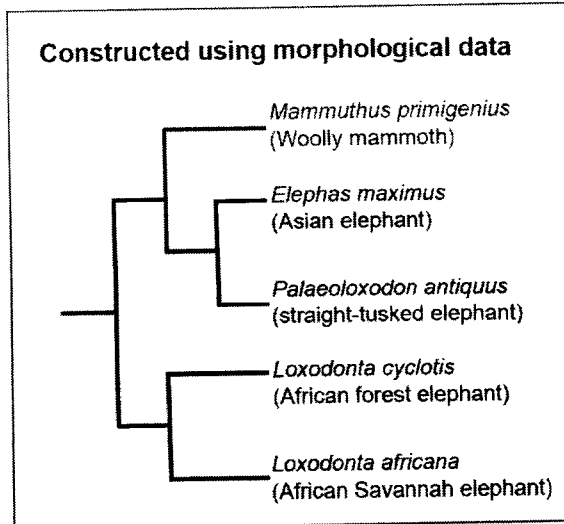 Constructed using morphological data
Mammuthus primigenius
(Woolly mammoth)
Elephas maximus
(Asian elephant)
Palaeoloxodon antiquus
(straight-tusked elephant)
Loxodonta cyclotis
(African forest elephant)
Loxodonta africana
(African Savannah elephant)